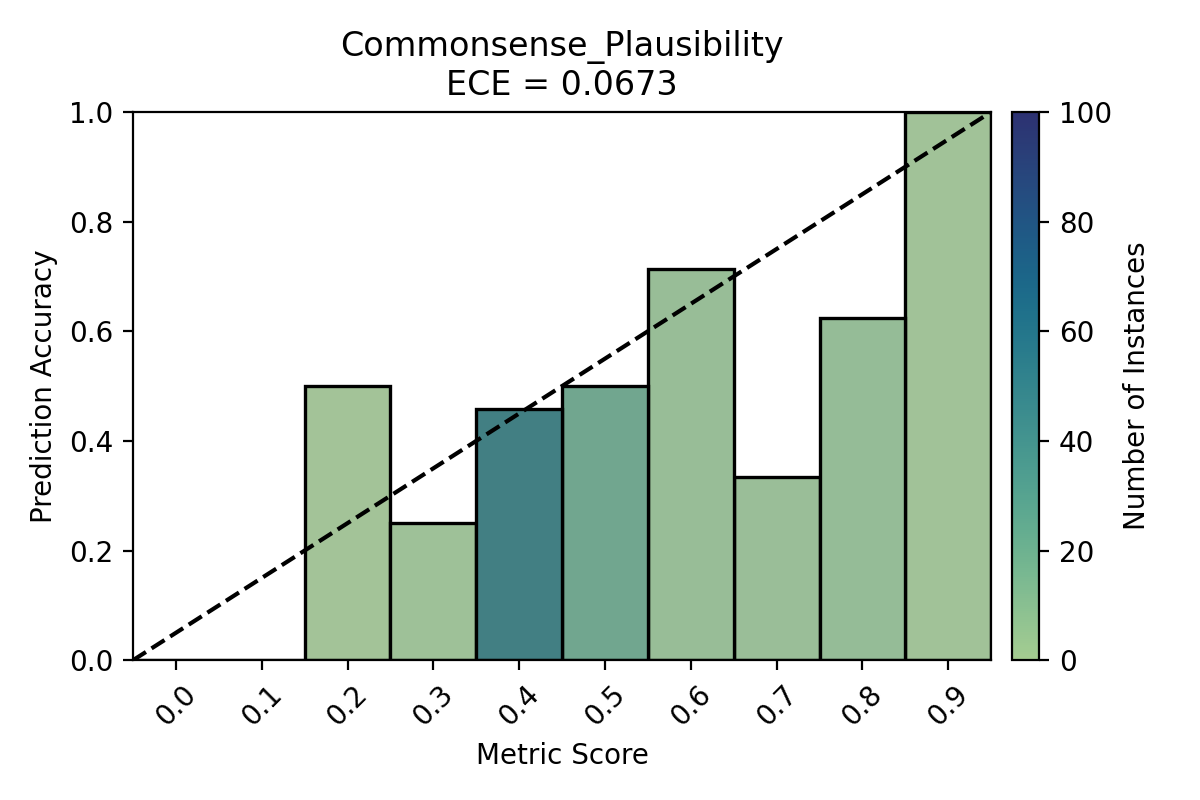 Commonsense_Plausibility
ECE = 0.0673
1.0
0.8
0.6
0.4
0.2
0.0
Prediction Accuracy
0.0 0.1 0.2 0.3 0.4 0.5 0.6 0.7 0.8 0.9
Metric Score
100
80
60
40
20
0
Number of Instances